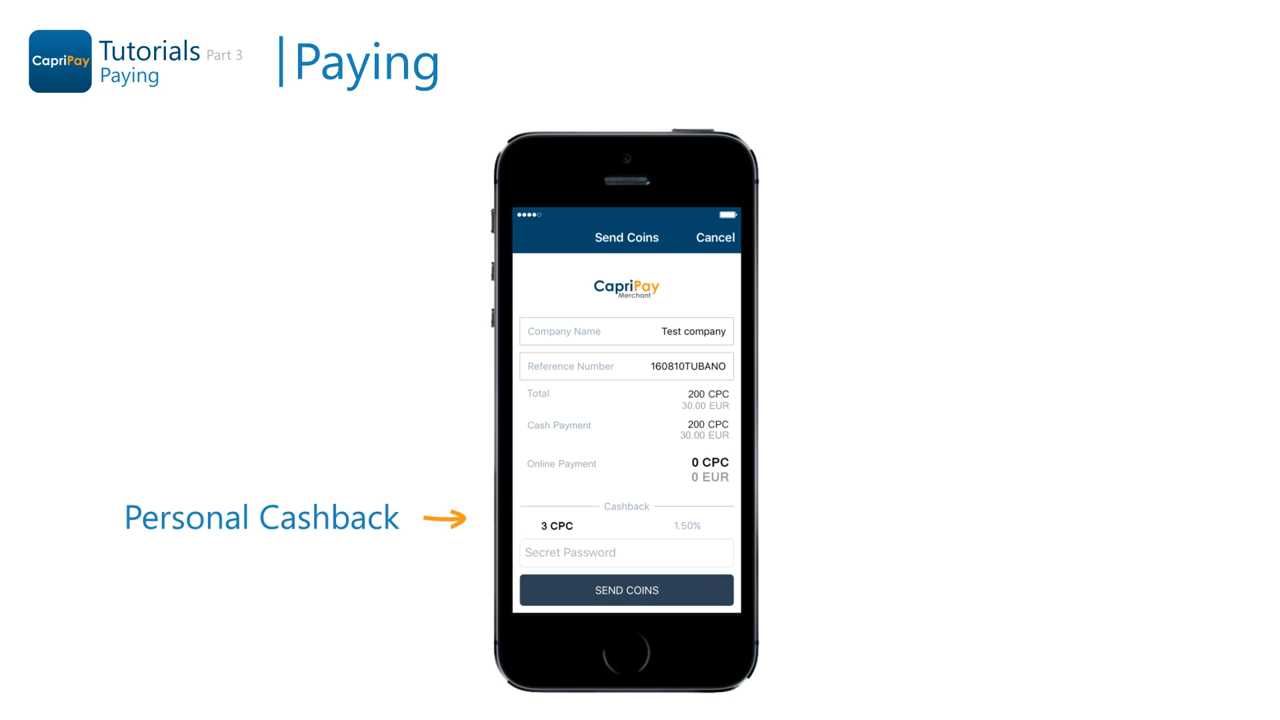 CapriPay
Tutorials Part 3
Paying
Paying
Send Coins Cancel
CapriPay
Merchant
Company Name Test company
Reference Number 160810TUBANO
Total 200 CPC
30.00 EUR
Cash Payment 200 CPC
30.00 EUR
Online Payment 0 CPC
0 EUR
Cashback
Personal Cashback
3 CPC 1.50%
Secret Password
SEND COINS